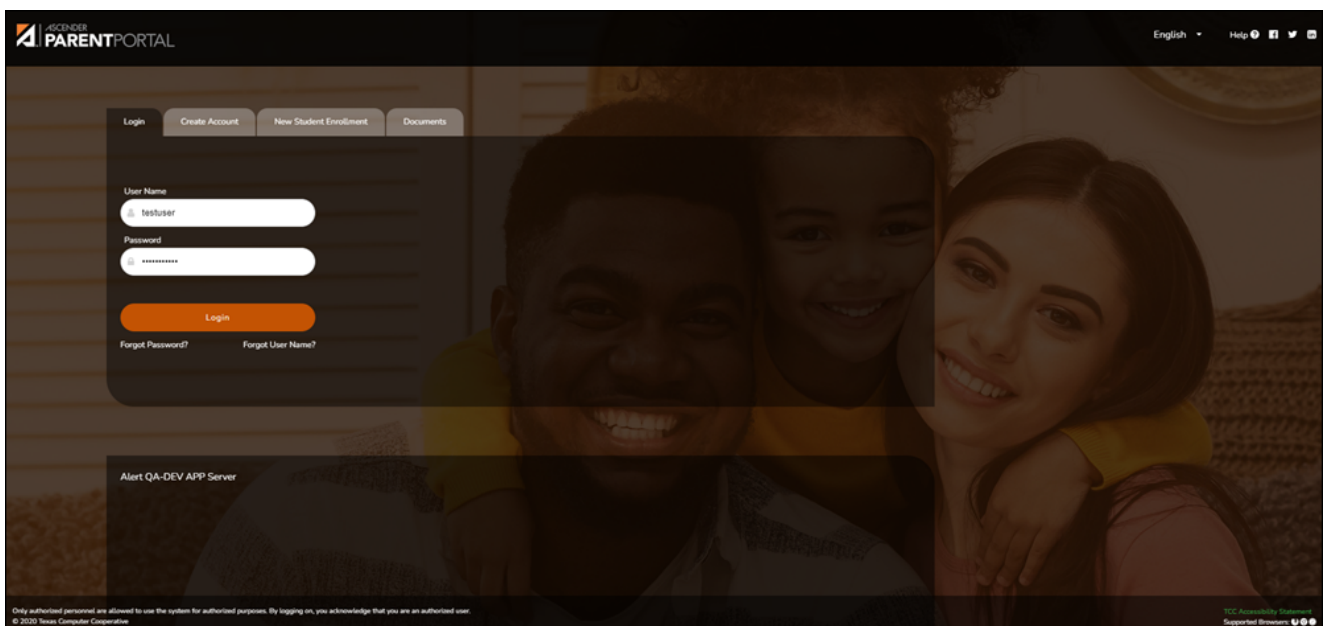 ASCENDER
PARENTPORTAL
English
Help
Login
Create Account
New Student Enrollment
Documents
User Name
testuser
Password
Login
Forgot Password?
Forgot User Name?
Alert QA-DEV APP Server
Only authorized personnel are allowed to use the system for authorized purposes. By logging on, you acknowledge that you are an authorized user.
© 2020 Texas Computer Cooperative
TCC Accessibility Statement
Supported Browsers: